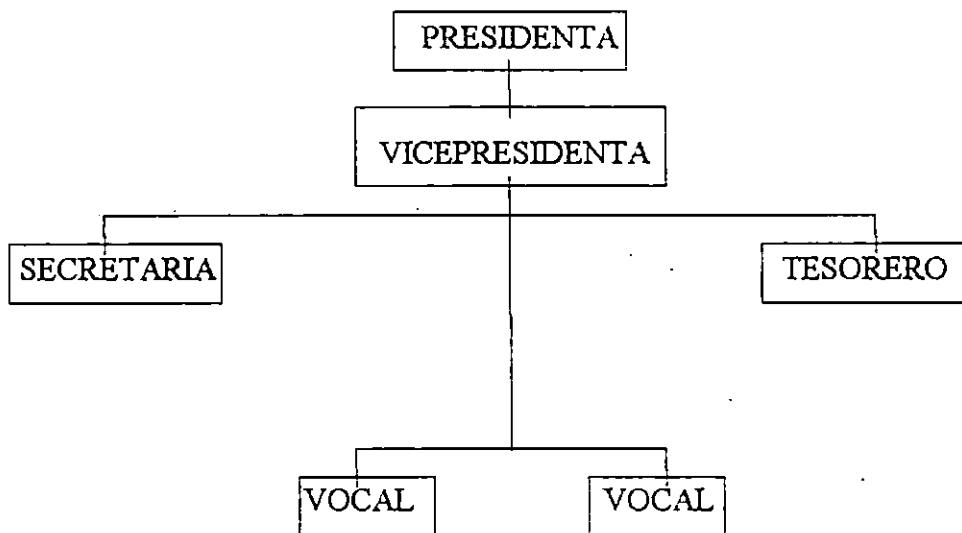 PRESIDENTA
VICEPRESIDENTA
SECRETARIA
TESORERO
VOCAL
VOCAL